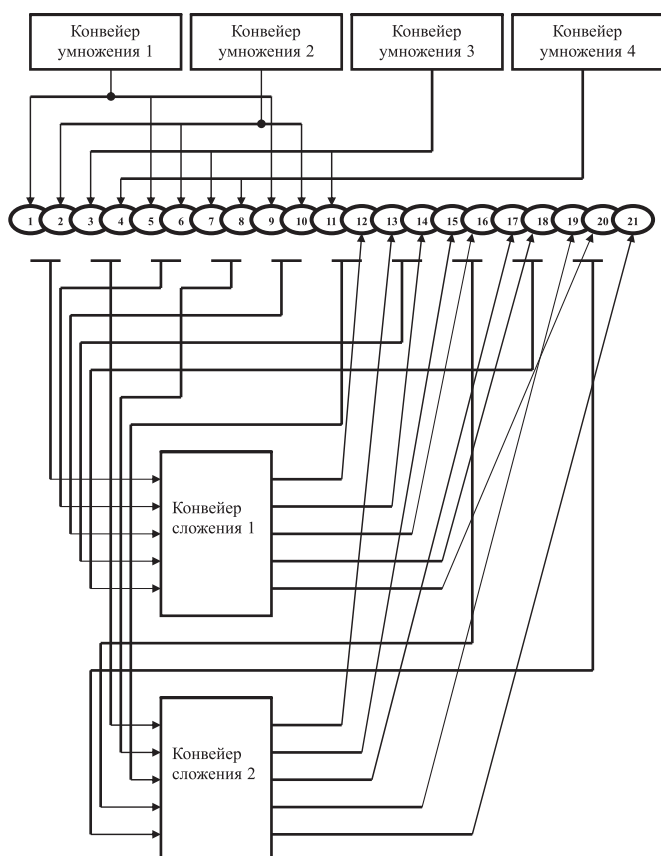 Конвейер
умножения 1
Конвейер
умножения 2
Конвейер
умножения 3
Конвейер
умножения 4
1 2 3 4 5 6 7 8 9 10 11 12 13 14 15 16 17 18 19 20 21
Конвейер
сложения 1
Конвейер
сложения 2